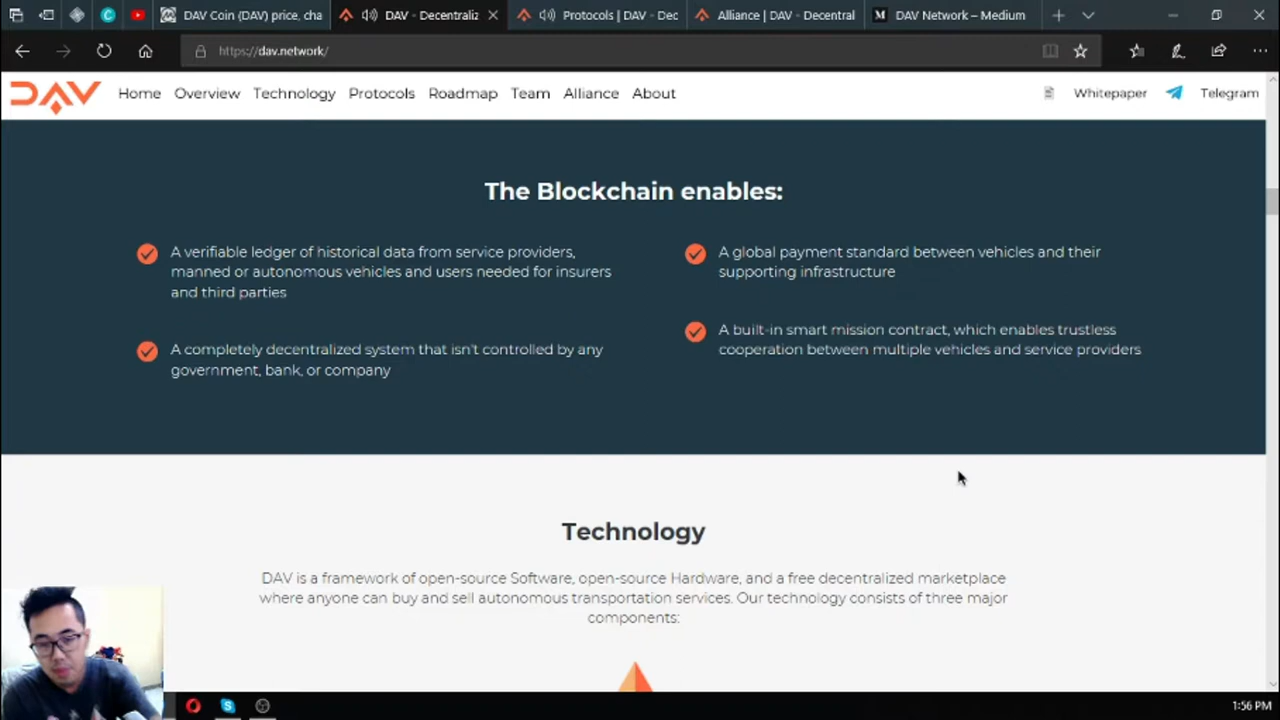 DAV Coin (DAV) price, cha
DAV - Decentraliz
Protocols | DAV - Dec
Alliance | DAV - Decentral
DAV Network – Medium
https://dav.network/
DAV
Home
Overview
Technology
Protocols
Roadmap
Team
Alliance
About
Whitepaper
Telegram
The Blockchain enables:
A verifiable ledger of historical data from service providers,
manned or autonomous vehicles and users needed for insurers
and third parties
A completely decentralized system that isn't controlled by any
government, bank, or company
A global payment standard between vehicles and their
supporting infrastructure
A built-in smart mission contract, which enables trustless
cooperation between multiple vehicles and service providers
Technology
DAV is a framework of open-source Software, open-source Hardware, and a free decentralized marketplace
where anyone can buy and sell autonomous transportation services. Our technology consists of three major
components:
1:56 PM